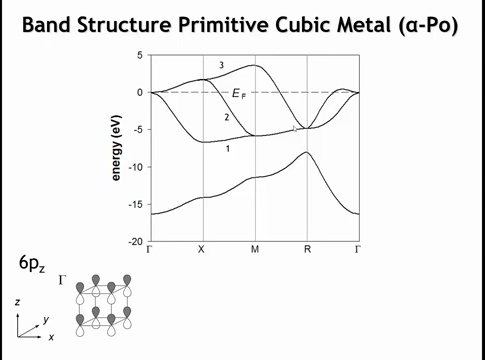 Band Structure Primitive Cubic Metal (α-Po)
5
0
-5
-10
-15
-20
energy (eV)
3
E_F
2
1
Γ X M R Γ
6p_z
Γ
z
y
x